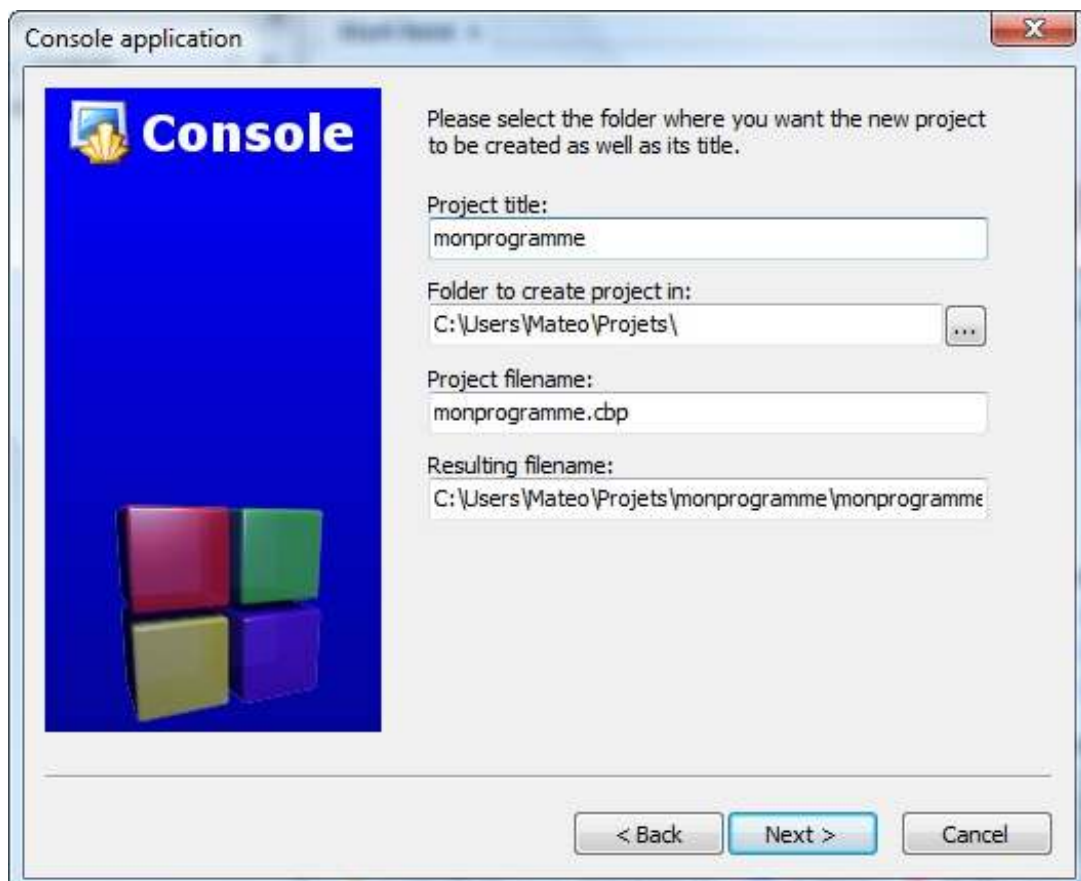 Console application
Console
Please select the folder where you want the new project
to be created as well as its title.
Project title:
monprogramme
Folder to create project in:
C:\Users\Mateo\Projets\
...
Project filename:
monprogramme.cbp
Resulting filename:
C:\Users\Mateo\Projets\monprogramme\monprogramme
< Back
Next >
Cancel